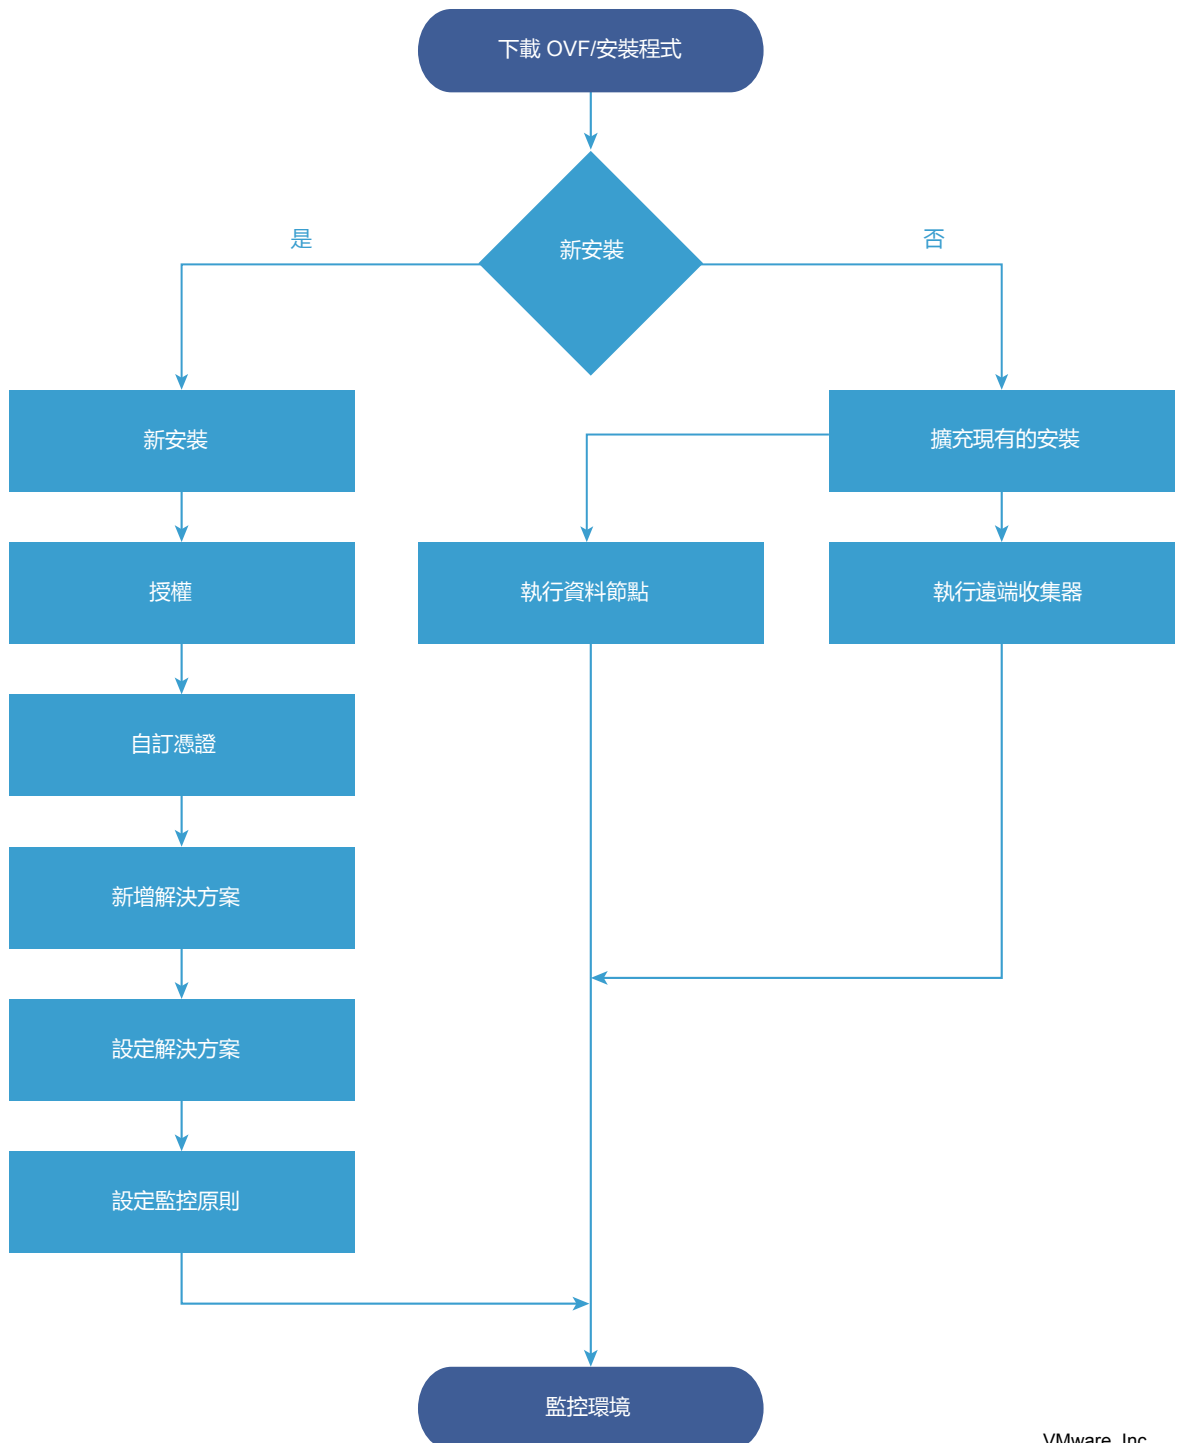 下載 OVF/安裝程式
新安裝
是
否
新安裝
擴充現有的安裝
授權
執行資料節點
執行遠端收集器
自訂憑證
新增解決方案
設定解決方案
設定監控原則
監控環境
VMware, Inc.